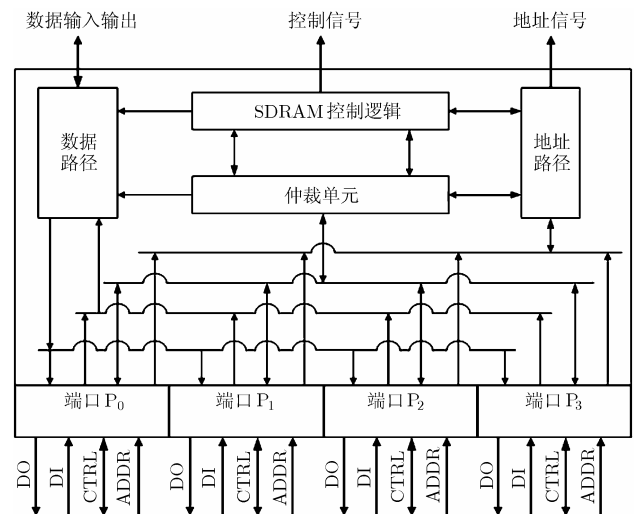 数据输入输出
控制信号
地址信号
SDRAM控制逻辑
数据
路径
地址
路径
仲裁单元
端口P₀
端口P₁
端口P₂
端口P₃
DO
DI
CTRL
ADDR
DO
DI
CTRL
ADDR
DO
DI
CTRL
ADDR
DO
DI
CTRL
ADDR